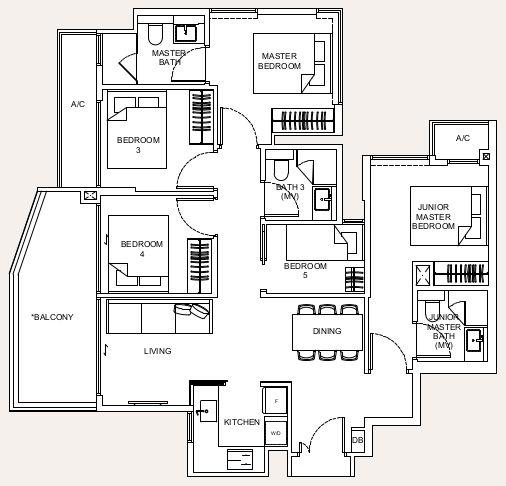 MASTER
BATH
MASTER
BEDROOM
A/C
BEDROOM
3
A/C
BATH 3
(MV)
JUNIOR
MASTER
BEDROOM
BEDROOM
4
BEDROOM
5
*BALCONY
DINING
JUNIOR
MASTER
BATH
(MV)
LIVING
F
KITCHEN
W/D
DB